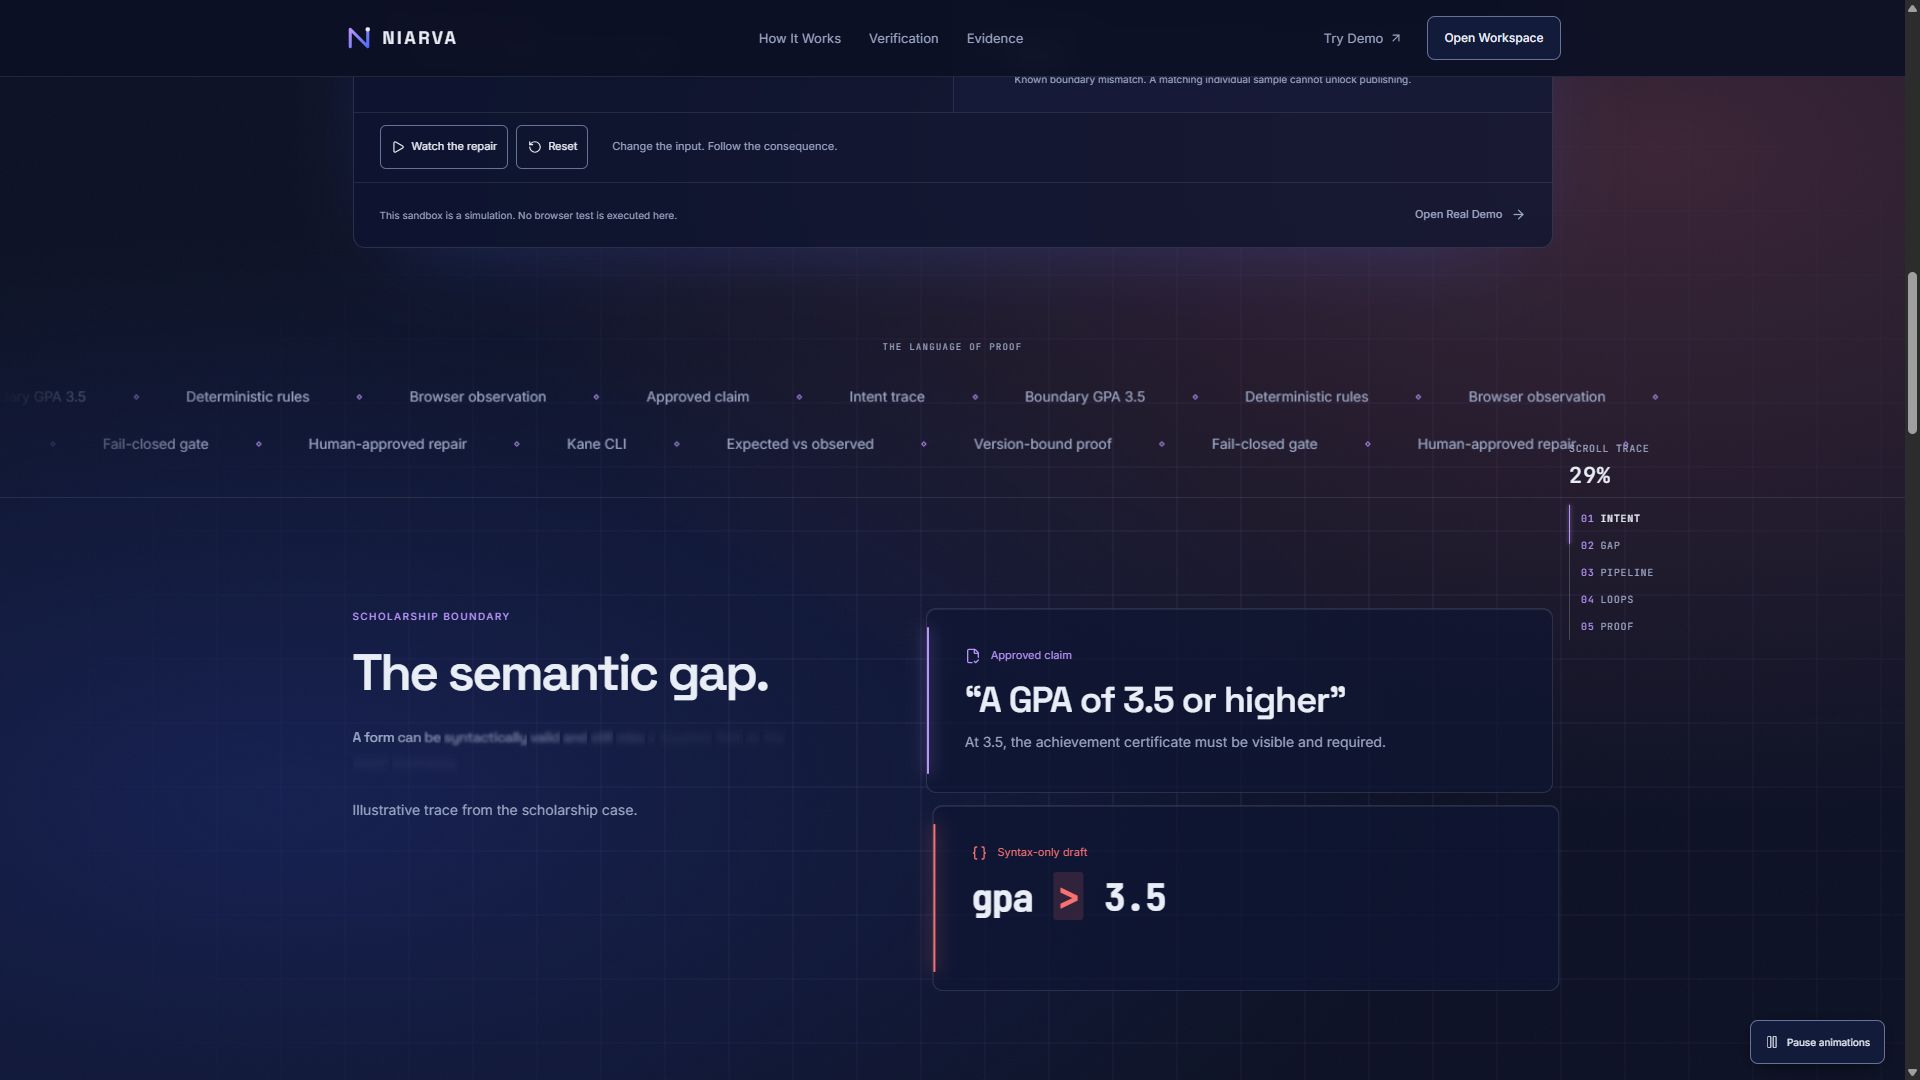 NIARVA
How It Works
Verification
Evidence
Try Demo
Open Workspace
Known boundary mismatch. A matching individual sample cannot unlock publishing.
Watch the repair
Reset
Change the input. Follow the consequence.
This sandbox is a simulation. No browser test is executed here.
Open Real Demo
THE LANGUAGE OF PROOF
GPA 3.5 Deterministic rules Browser observation Approved claim Intent trace Boundary GPA 3.5 Deterministic rules Browser observation
Fail-closed gate Human-approved repair Kane CLI Expected vs observed Version-bound proof Fail-closed gate Human-approved repair
SCROLL TRACE
29%
01 INTENT
02 GAP
03 PIPELINE
04 LOOPS
05 PROOF
SCHOLARSHIP BOUNDARY
The semantic gap.
A form can be syntactically valid and still
Illustrative trace from the scholarship case.
Approved claim
“A GPA of 3.5 or higher”
At 3.5, the achievement certificate must be visible and required.
{} Syntax-only draft
gpa > 3.5
Pause animations